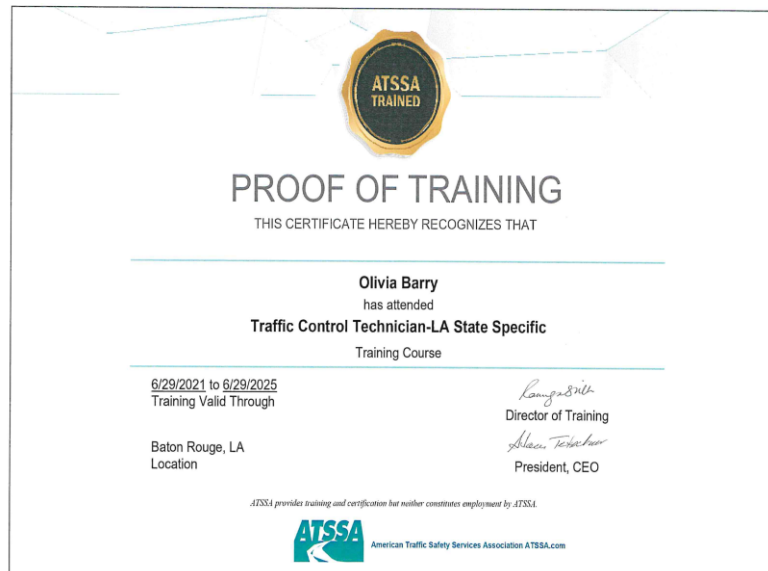 ATSSA
TRAINED
PROOF OF TRAINING
THIS CERTIFICATE HEREBY RECOGNIZES THAT
Olivia Barry
has attended
Traffic Control Technician-LA State Specific
Training Course
6/29/2021 to 6/29/2025
Training Valid Through
Director of Training
Baton Rouge, LA
Location
President, CEO
ATSSA provides training and certification but neither constitutes employment by ATSSA.
ATSSA
American Traffic Safety Services Association ATSSA.com